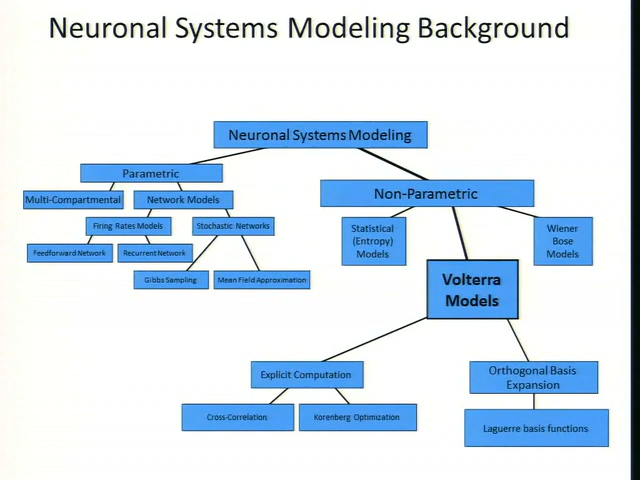 Neuronal Systems Modeling Background
Neuronal Systems Modeling
Parametric
Non-Parametric
Multi-Compartmental
Network Models
Firing Rates Models
Stochastic Networks
Feedforward Network
Recurrent Network
Gibbs Sampling
Mean Field Approximation
Statistical
(Entropy)
Models
Wiener
Bose
Models
Volterra
Models
Explicit Computation
Orthogonal Basis
Expansion
Cross-Correlation
Korenberg Optimization
Laguerre basis functions